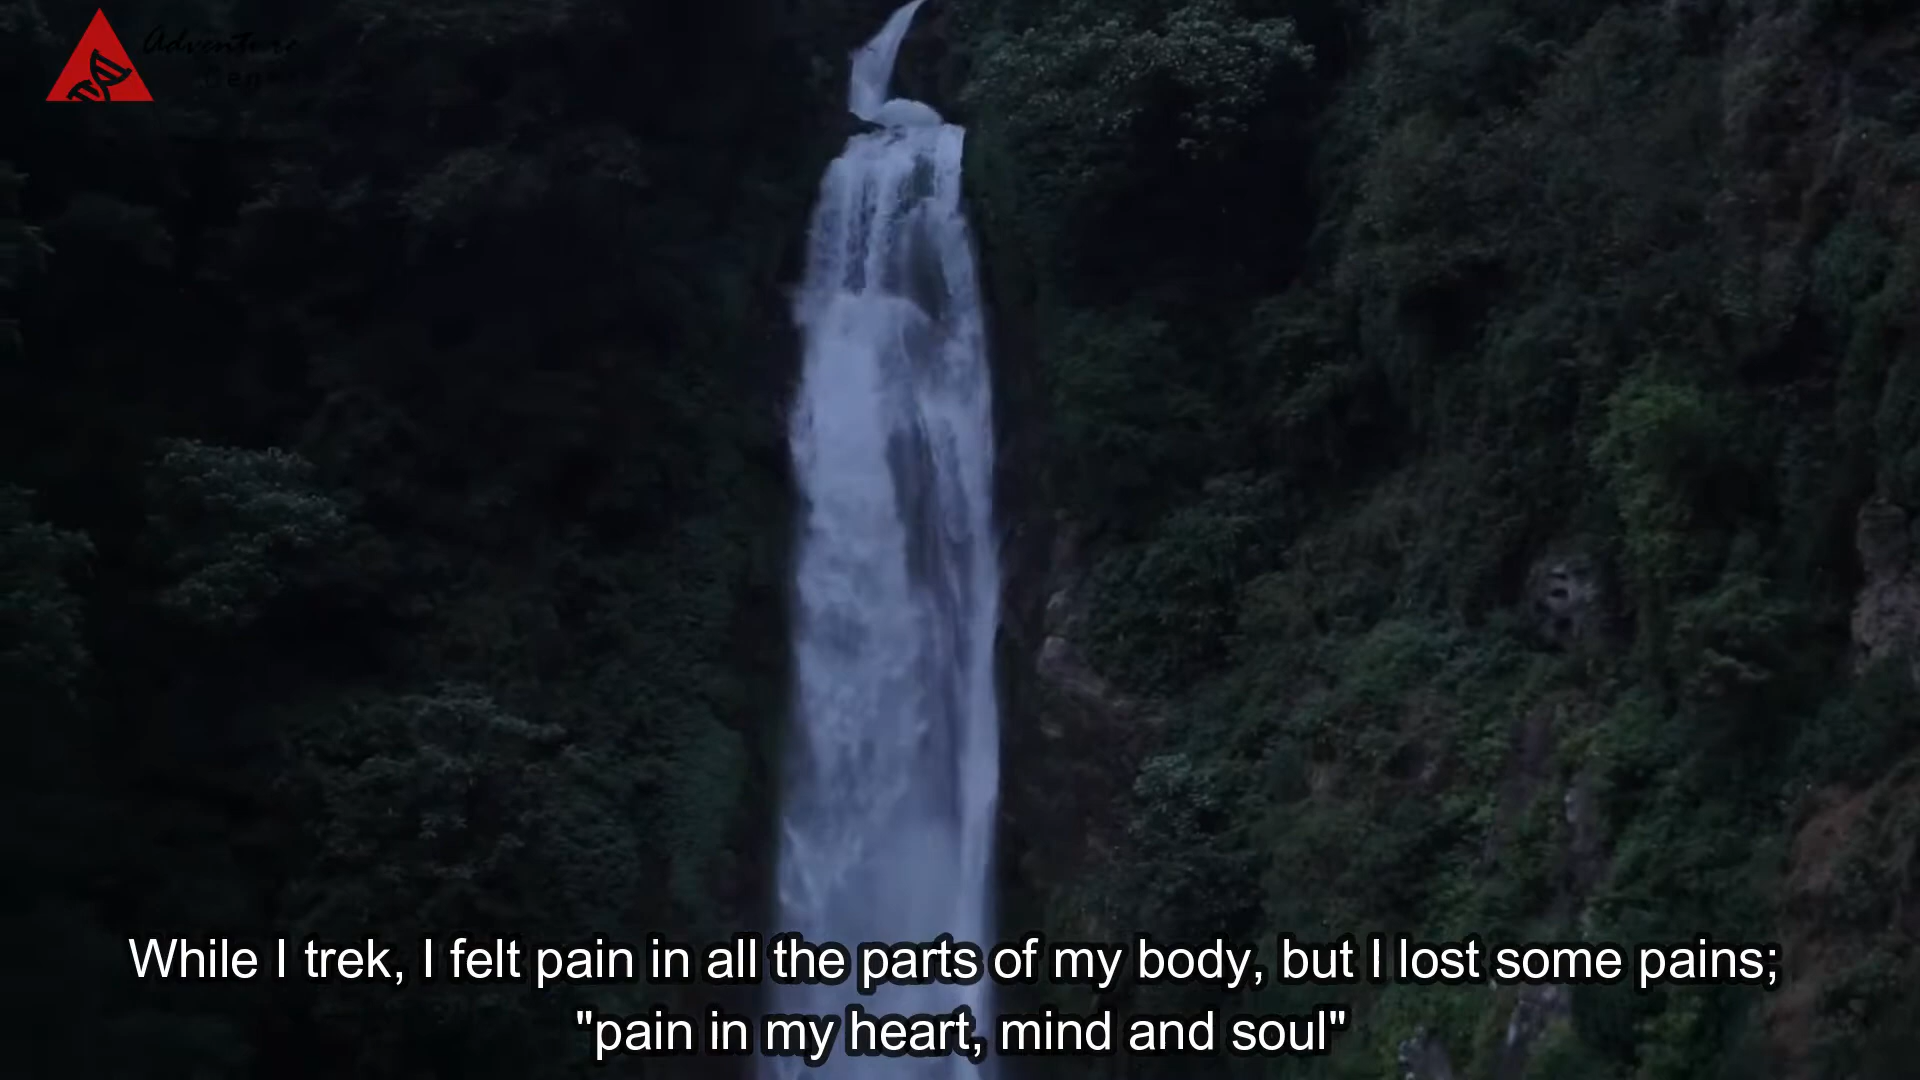 Adventure
While I trek, I felt pain in all the parts of my body, but I lost some pains;
"pain in my heart, mind and soul"